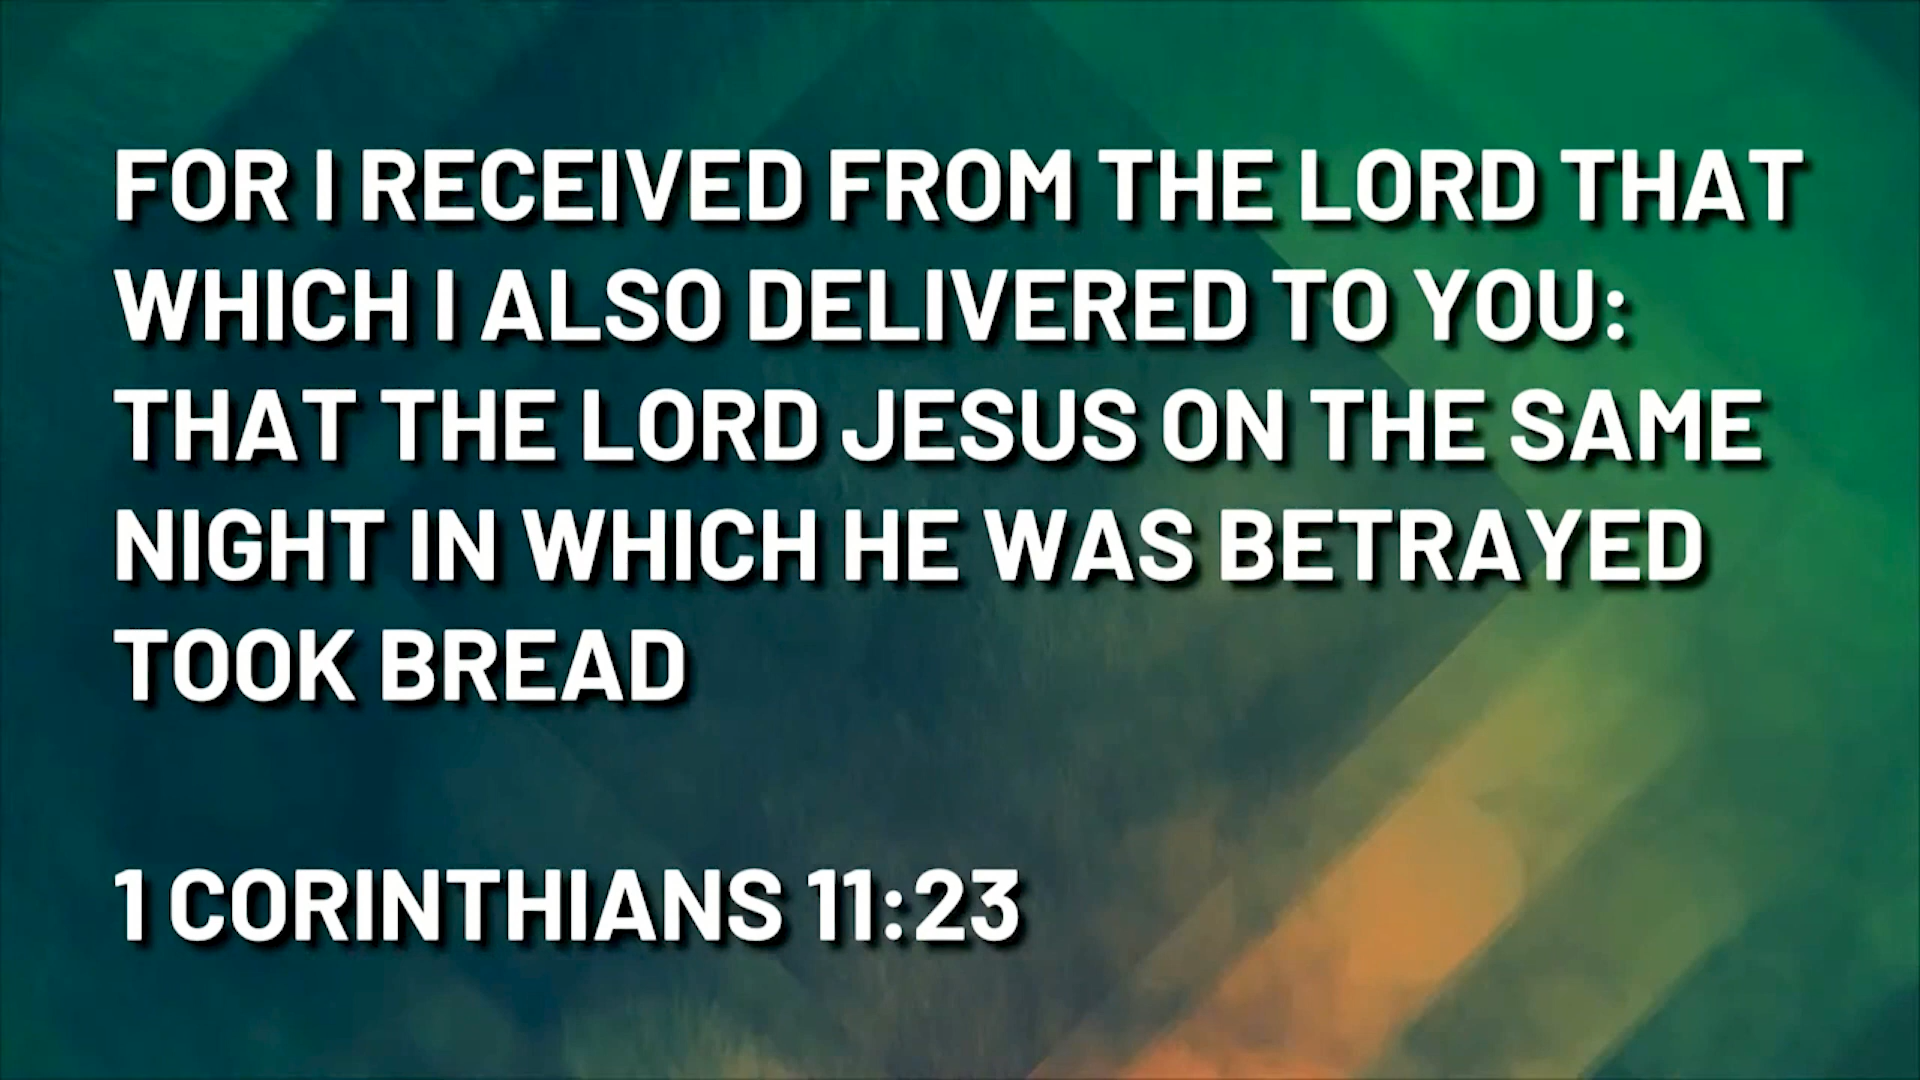 FOR I RECEIVED FROM THE LORD THAT
WHICH I ALSO DELIVERED TO YOU:
THAT THE LORD JESUS ON THE SAME
NIGHT IN WHICH HE WAS BETRAYED
TOOK BREAD
1 CORINTHIANS 11:23